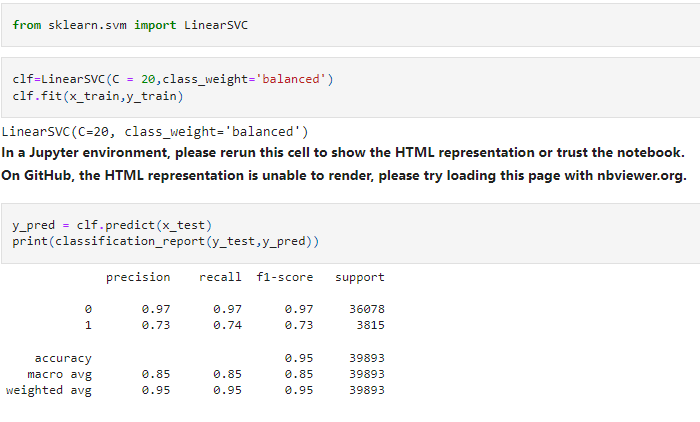 from sklearn.svm import LinearSVC
clf=LinearSVC(C = 20,class_weight='balanced')
clf.fit(x_train,y_train)
LinearSVC(C=20, class_weight='balanced')
In a Jupyter environment, please rerun this cell to show the HTML representation or trust the notebook.
On GitHub, the HTML representation is unable to render, please try loading this page with nbviewer.org.
y_pred = clf.predict(x_test)
print(classification_report(y_test,y_pred))
precision recall f1-score support
0 0.97 0.97 0.97 36078
1 0.73 0.74 0.73 3815
accuracy 0.95 39893
macro avg 0.85 0.85 0.85 39893
weighted avg 0.95 0.95 0.95 39893